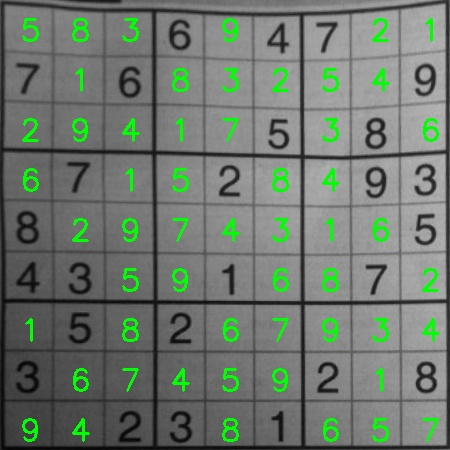 5 8 3 6 9 4 7 2 1
7 1 6 8 3 2 5 4 9
2 9 4 1 7 5 3 8 6
6 7 1 5 2 8 4 9 3
8 2 9 7 4 3 1 6 5
4 3 5 9 1 6 8 7 2
1 5 8 2 6 7 9 3 4
3 6 7 4 5 9 2 1 8
9 4 2 3 8 1 6 5 7